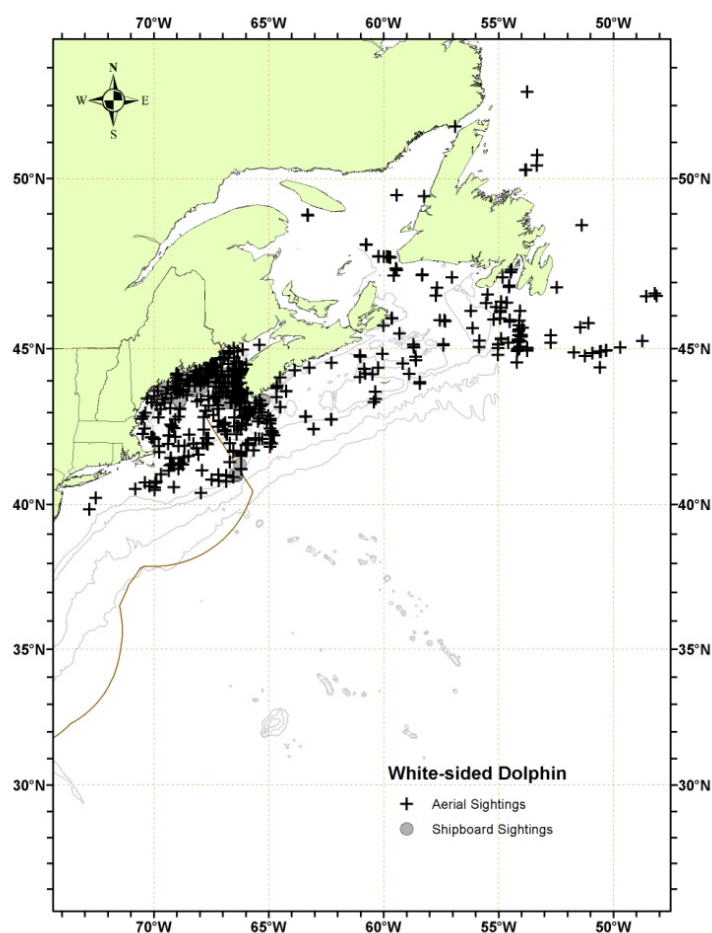 70°W 65°W 60°W 55°W 50°W
N
W E
S
50°N 50°N
45°N 45°N
40°N 40°N
35°N 35°N
30°N 30°N
White-sided Dolphin
Aerial Sightings
Shipboard Sightings
70°W 65°W 60°W 55°W 50°W